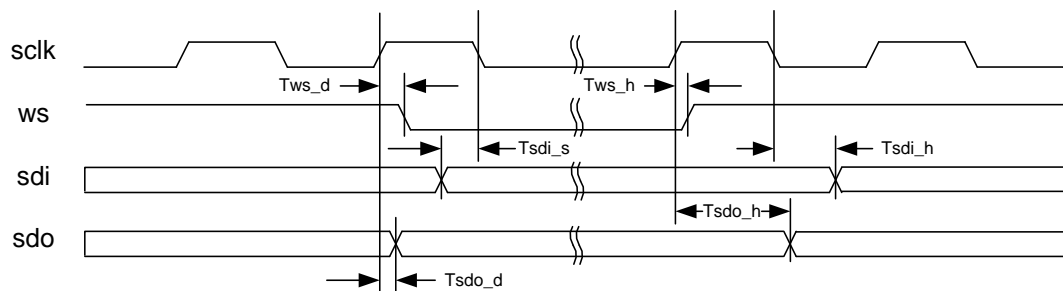 sclk
Tws_d
Tws_h
ws
Tsdi_s
Tsdi_h
sdi
Tsdo_h
sdo
Tsdo_d